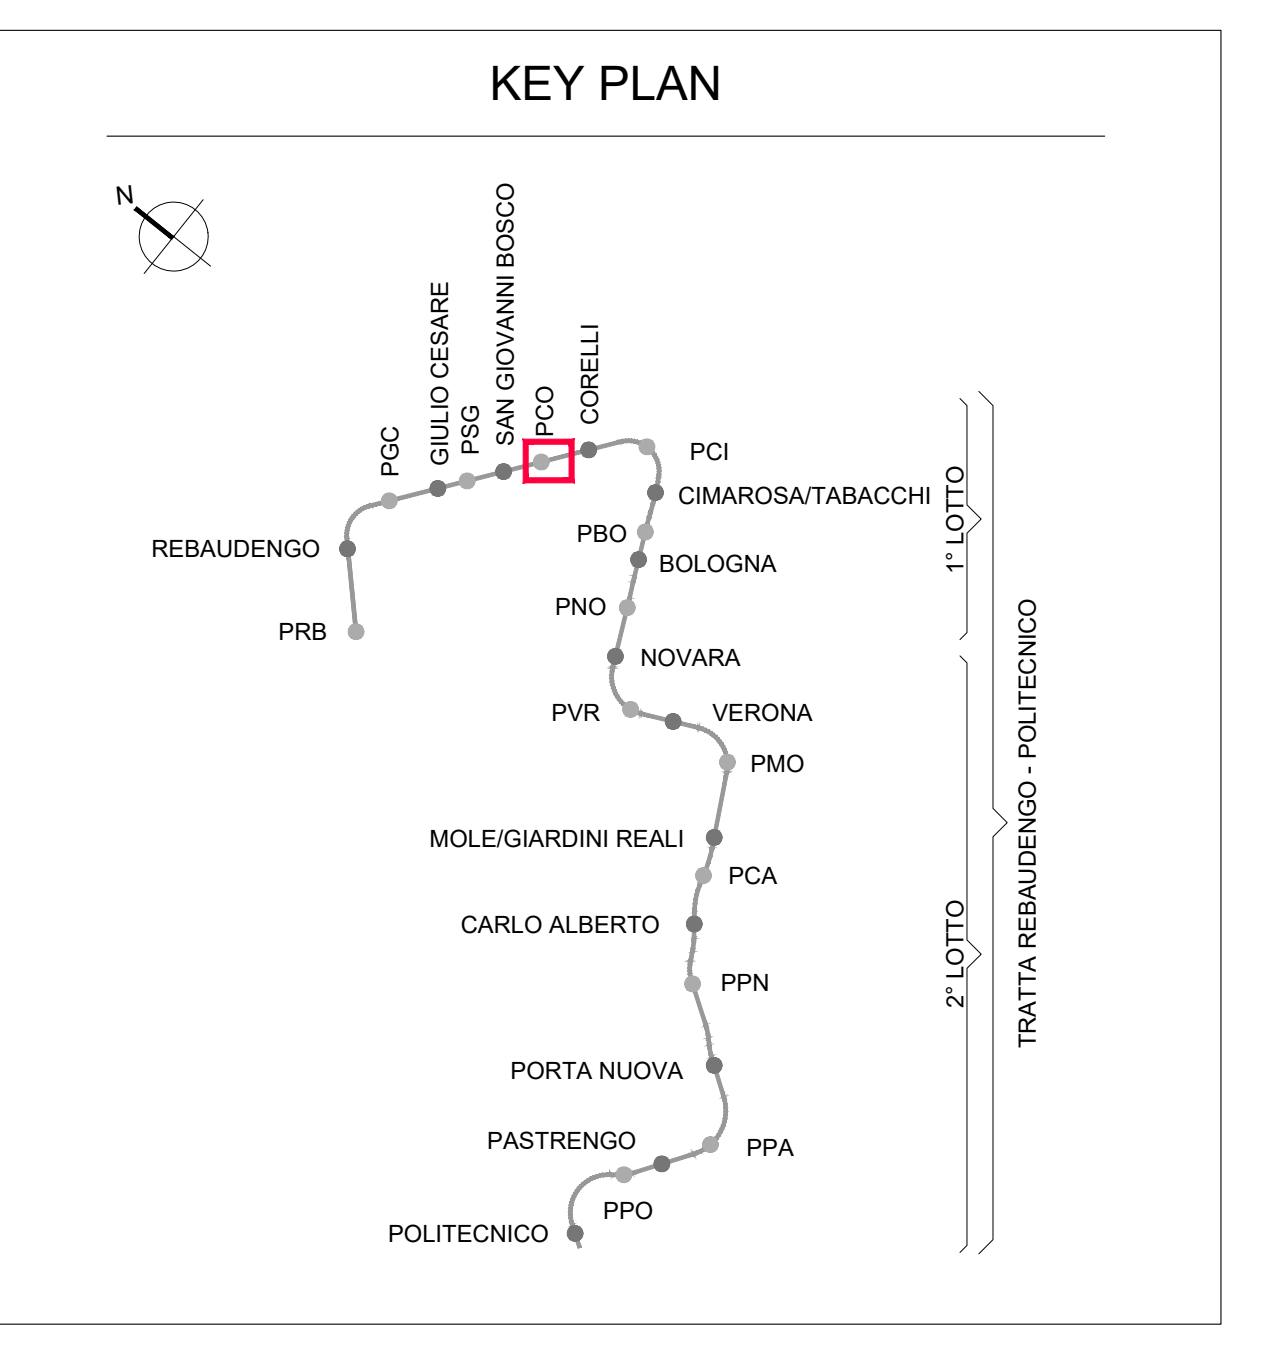 KEY PLAN
N
PGC
GIULIO CESARE
PSG
SAN GIOVANNI BOSCO
PCO
CORELLI
PCI
CIMAROSA/TABACCHI
REBAUDENGO
PBO
BOLOGNA
PNO
PRB
NOVARA
PVR
VERONA
PMO
MOLE/GIARDINI REALI
PCA
CARLO ALBERTO
PPN
PORTA NUOVA
PASTRENGO
PPA
PPO
POLITECNICO
1° LOTTO
2° LOTTO
TRATTA REBAUDENGO - POLITECNICO